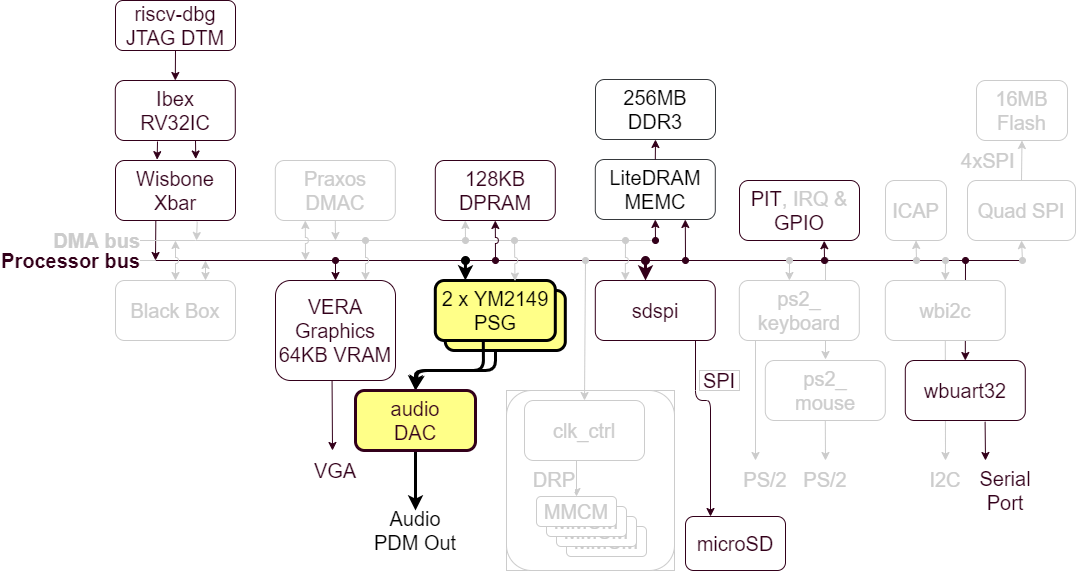 riscv-dbg
JTAG DTM
Ibex
RV32IC
Wisbone
Xbar
Praxos
DMAC
128KB
DPRAM
256MB
DDR3
LiteDRAM
MEMC
PIT, IRQ &
GPIO
ICAP
16MB
Flash
4xSPI
Quad SPI
DMA bus
Processor bus
Black Box
VERA
Graphics
64KB VRAM
VGA
2 x YM2149
PSG
audio
DAC
Audio
PDM Out
clk_ctrl
DRP
MMCM
sdspi
SPI
microSD
ps2_
keyboard
ps2_
mouse
PS/2
PS/2
wbi2c
wbuart32
I2C
Serial
Port